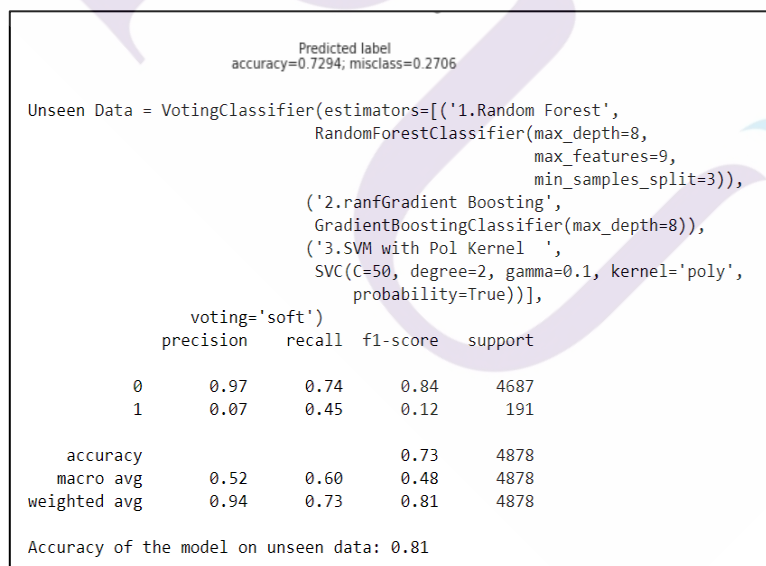 Predicted label
accuracy=0.7294; misclass=0.2706
Unseen Data = VotingClassifier(estimators=[('1.Random Forest',
RandomForestClassifier(max_depth=8,
max_features=9,
min_samples_split=3)),
('2.ranfGradient Boosting',
GradientBoostingClassifier(max_depth=8)),
('3.SVM with Pol Kernel  ',
SVC(C=50, degree=2, gamma=0.1, kernel='poly',
probability=True))],
voting='soft')
precision recall f1-score support
0 0.97 0.74 0.84 4687
1 0.07 0.45 0.12 191
accuracy 0.73 4878
macro avg 0.52 0.60 0.48 4878
weighted avg 0.94 0.73 0.81 4878
Accuracy of the model on unseen data: 0.81